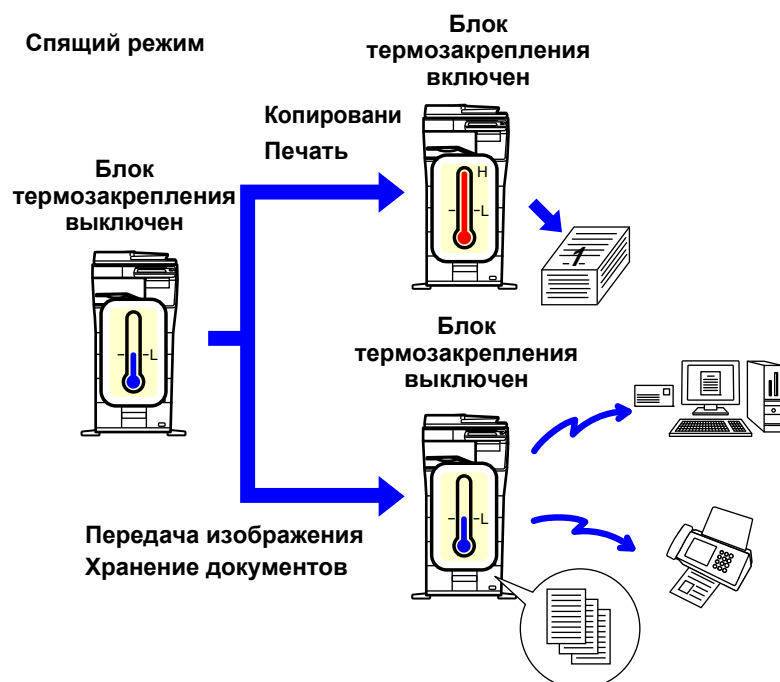 Спящий режим
Блок
термозакрепления
включен
Копировани
Печать
H
L
1
Блок
термозакрепления
выключен
L
Блок
термозакрепления
выключен
L
Передача изображения
Хранение документов